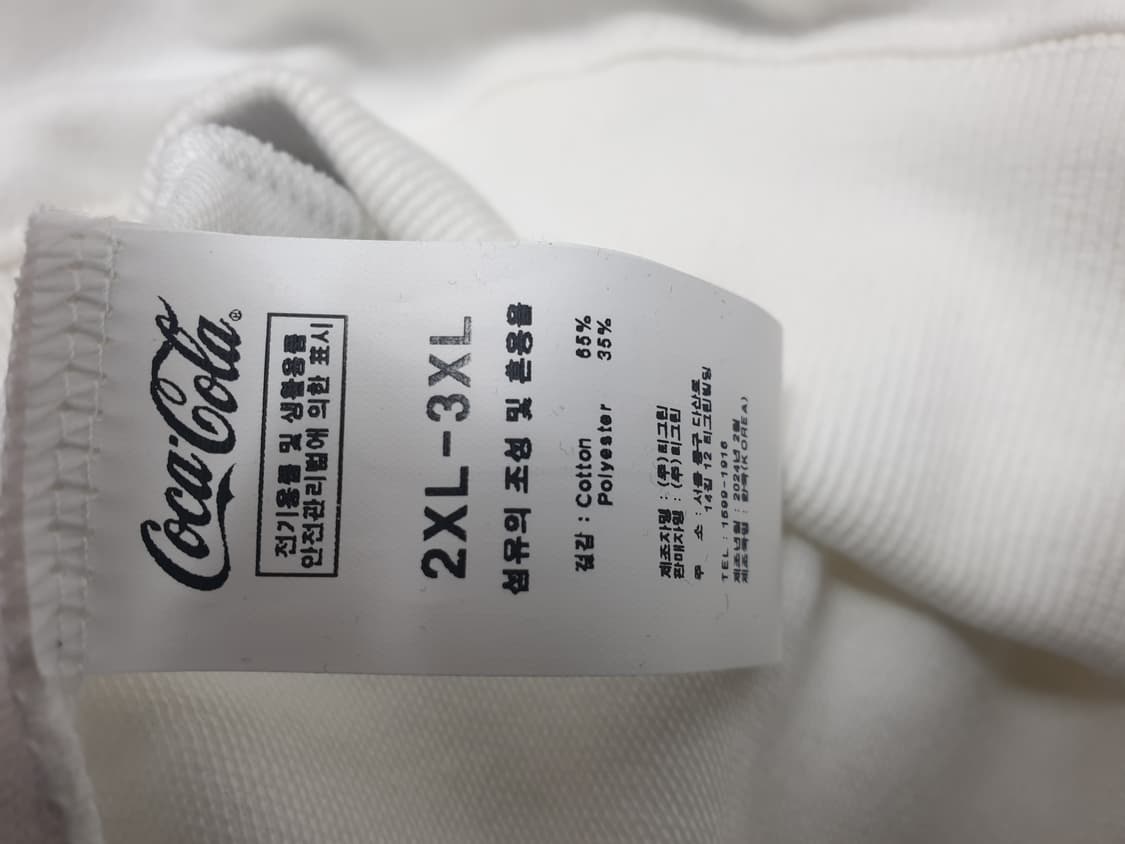 Coca-Cola®
전기용품 및 생활용품
안전관리법에 의한 표시
2XL-3XL
섬유의 조성 및 혼용율
겉감 : Cotton 65%
Polyester 35%
제조자명 : (주)티그린
판매자명 : (주)티그린
주 소 : 서울 중구 다산로
14길 12 티그린빌딩
TEL : 1599-1916
제조년월 : 2024년 2월
제조국명 : 한국(KOREA)